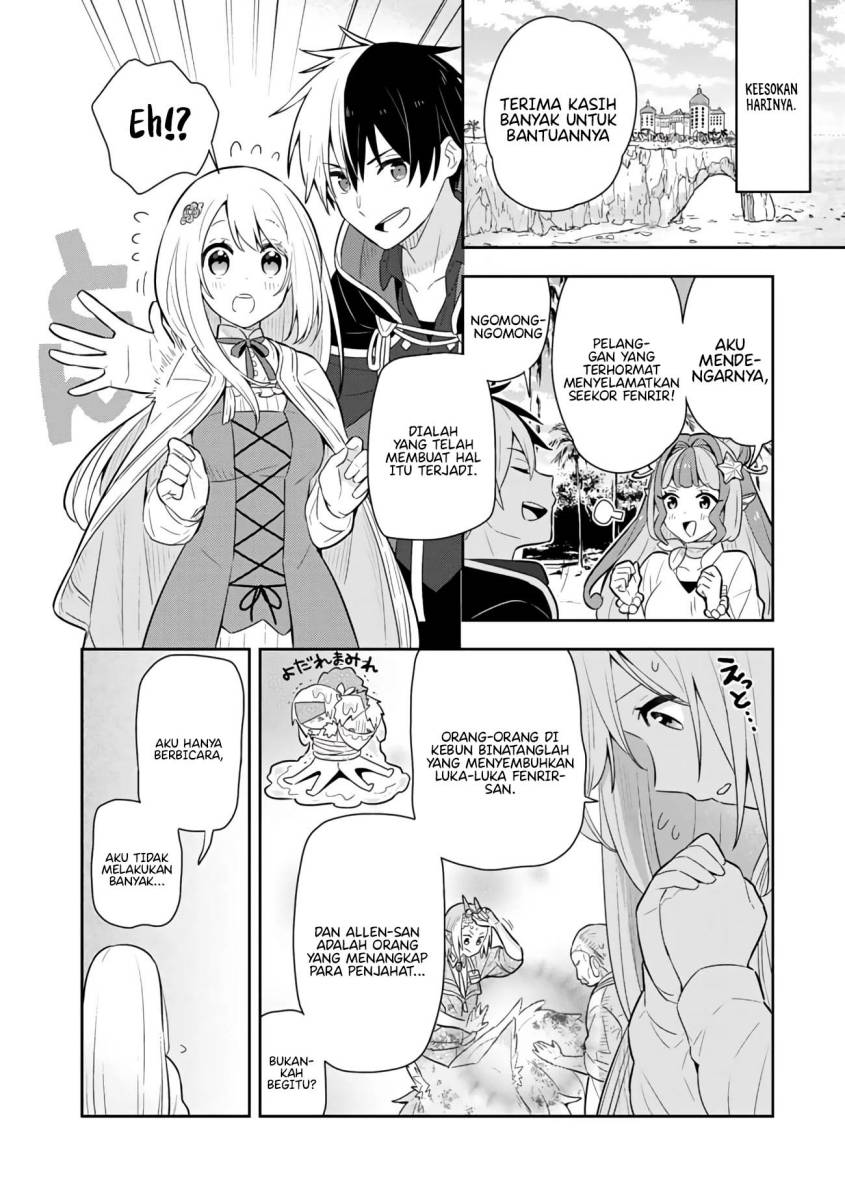 KEESOKAN
HARINYA.
TERIMA KASIH
BANYAK UNTUK
BANTUANNYA
AKU
MENDE-
NGARNYA,
PELANG-
GAN YANG
TERHORMAT
MENYELAMATKAN
SEEKOR FENRIR!
NGOMONG-
NGOMONG
DIALAH
YANG TELAH
MEMBUAT HAL
ITU TERJADI.
Eh!?
えっと…
ORANG-ORANG DI
KEBUN BINATANGLAH
YANG MENYEMBUHKAN
LUKA-LUKA FENRIR-
SAN.
よだれまみれ
DAN ALLEN-SAN
ADALAH ORANG
YANG MENANGKAP
PARA PENJAHAT...
BUKAN-
KAH
BEGITU?
AKU HANYA
BERBICARA,
AKU TIDAK
MELAKUKAN
BANYAK...